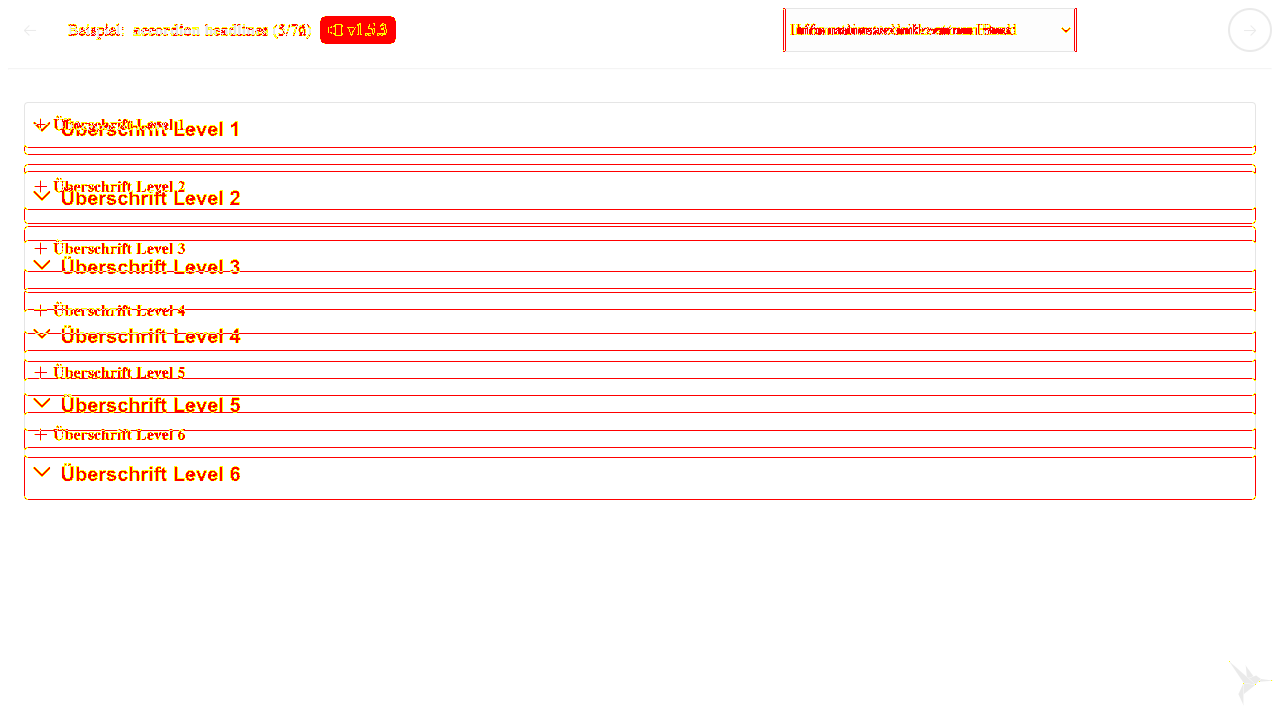 Beispiel: accordion headlines (3/76) v1.5.3
Überschrift Level 1
Überschrift Level 1
Überschrift Level 2
Überschrift Level 2
Überschrift Level 3
Überschrift Level 3
Überschrift Level 4
Überschrift Level 4
Überschrift Level 5
Überschrift Level 5
Überschrift Level 6
Überschrift Level 6